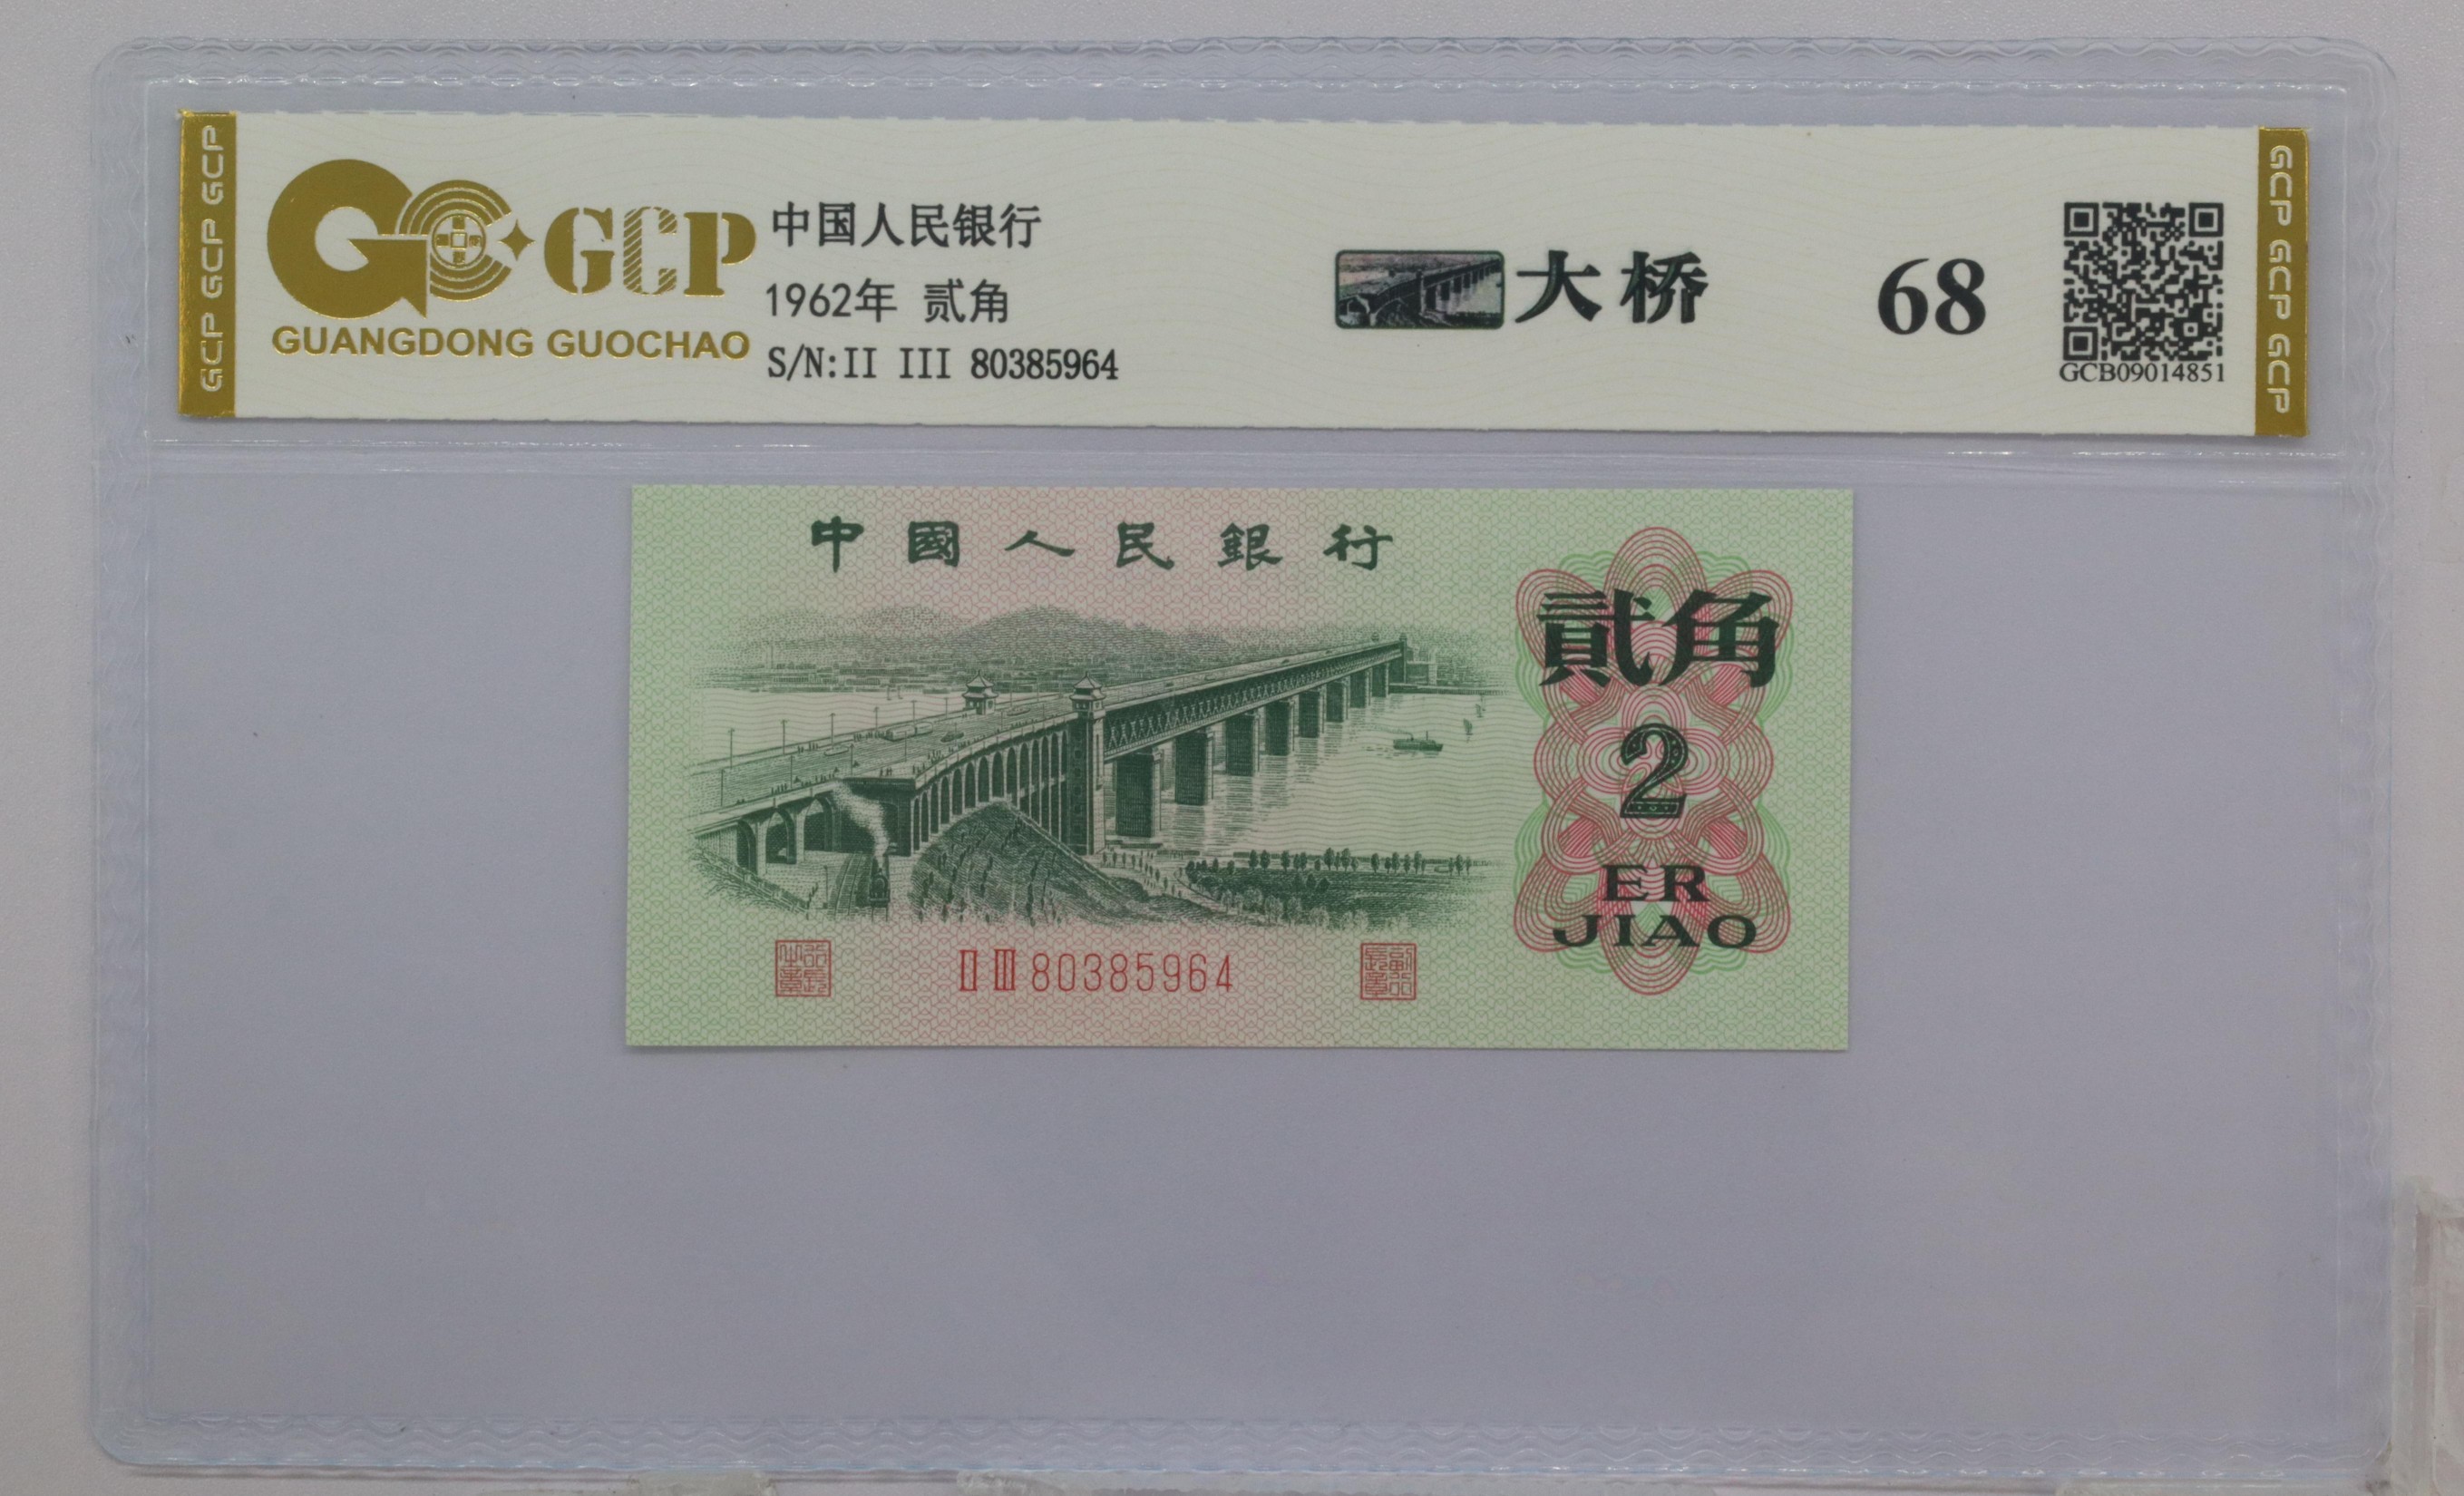 GCP GCP GCP
GCP
GUANGDONG GUOCHAO
中国人民银行
1962年 贰角
S/N:II III 80385964
大桥
68
GCB09014851
GCP GCP GCP
中國人民銀行
貳角
2
ER
JIAO
II III 80385964